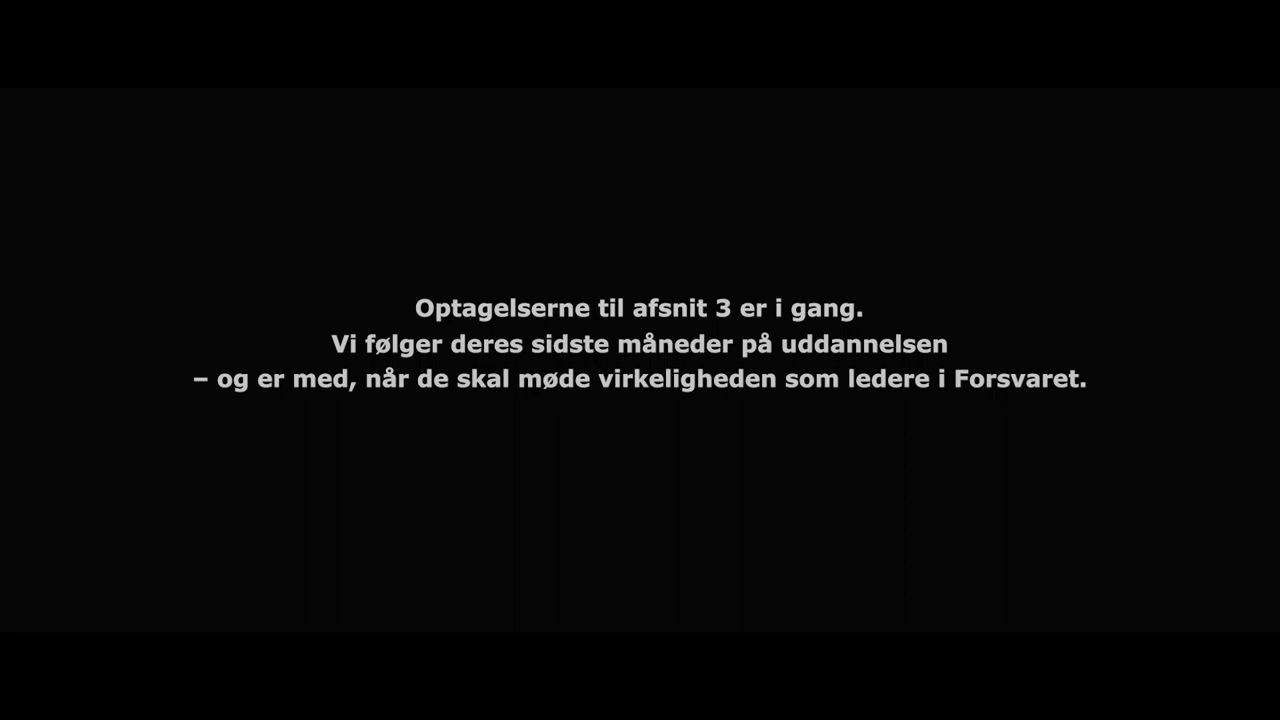 Optagelserne til afsnit 3 er i gang.
Vi følger deres sidste måneder på uddannelsen
– og er med, når de skal møde virkeligheden som ledere i Forsvaret.